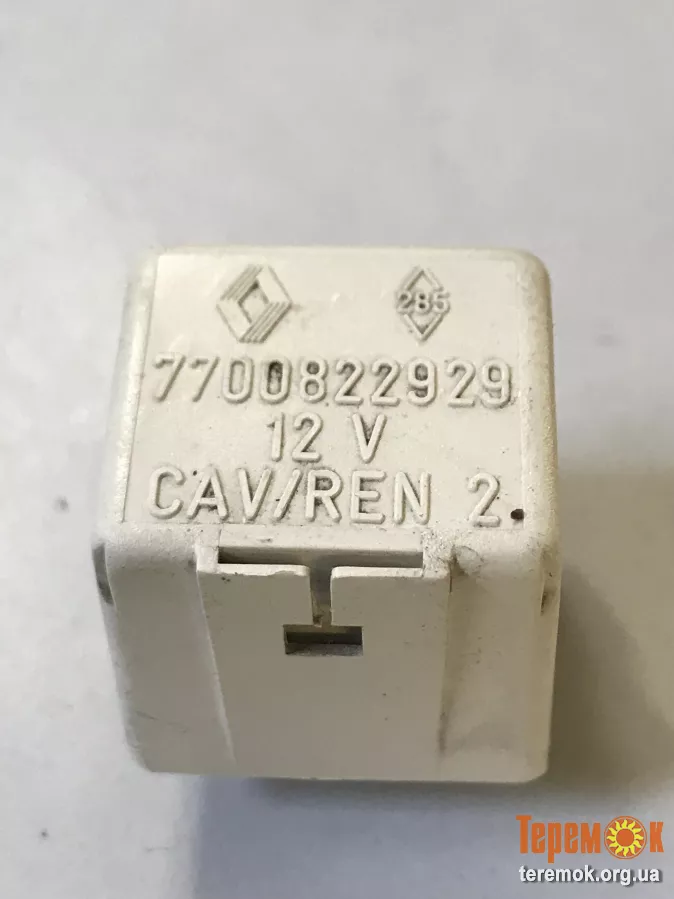 285
7700822929
12 V
CAV/REN 2.
ТеремОк
teremok.org.ua